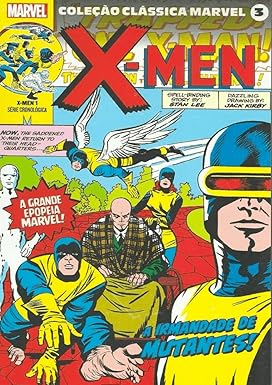 MARVEL
COLEÇÃO CLÁSSICA MARVEL
3
X-MEN 1
SÉRIE CRONOLÓGICA
M
X-MEN
SPELL-BINDING
STORY BY:
STAN LEE
DAZZLING
DRAWING BY:
JACK KIRBY
NOW, THE SADDENED
X-MEN RETURN TO
THEIR HEAD-
QUARTERS...
A GRANDE
EPOPEIA
MARVEL!
A IRMANDADE DE
MUTANTES!